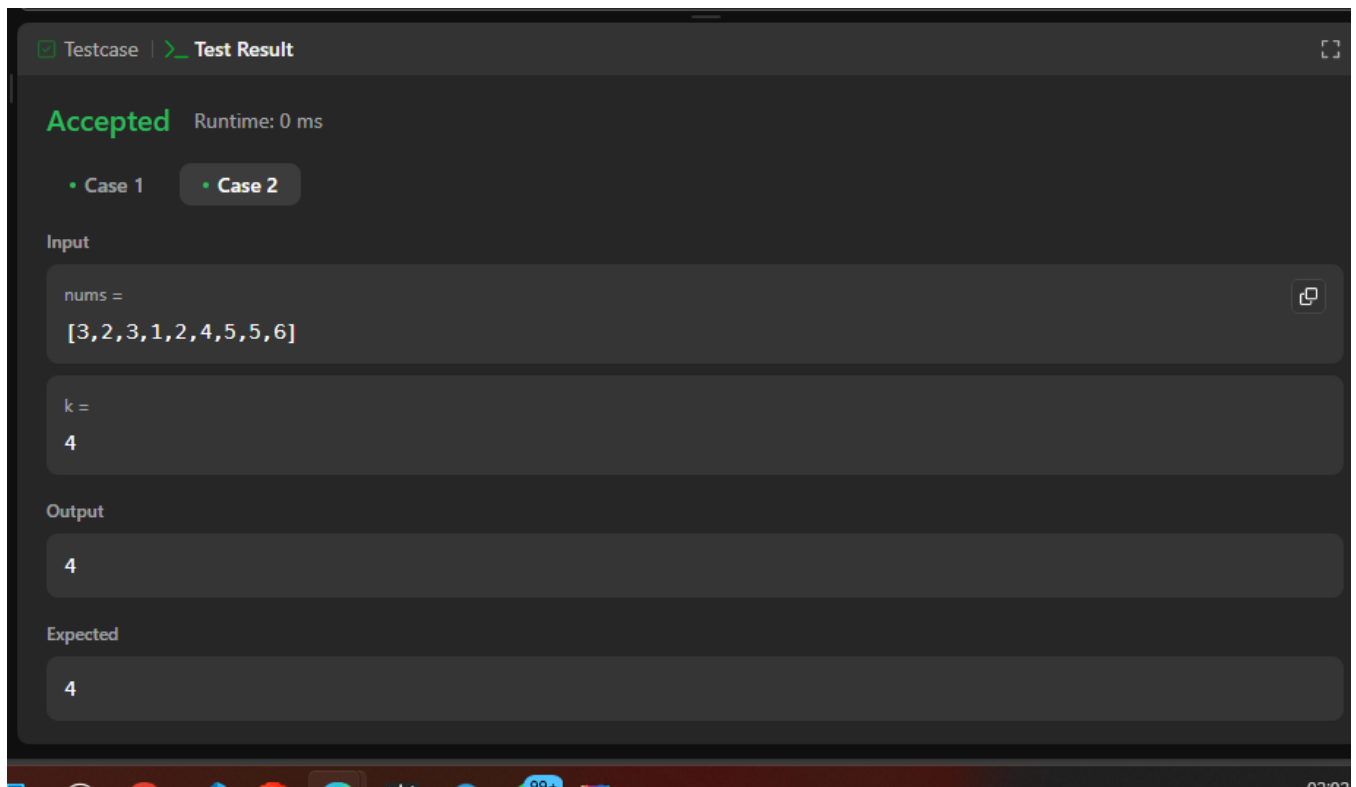 Testcase | >_ Test Result
Accepted Runtime: 0 ms
• Case 1 • Case 2
Input
nums =
[3,2,3,1,2,4,5,5,6]
k =
4
Output
4
Expected
4
99+